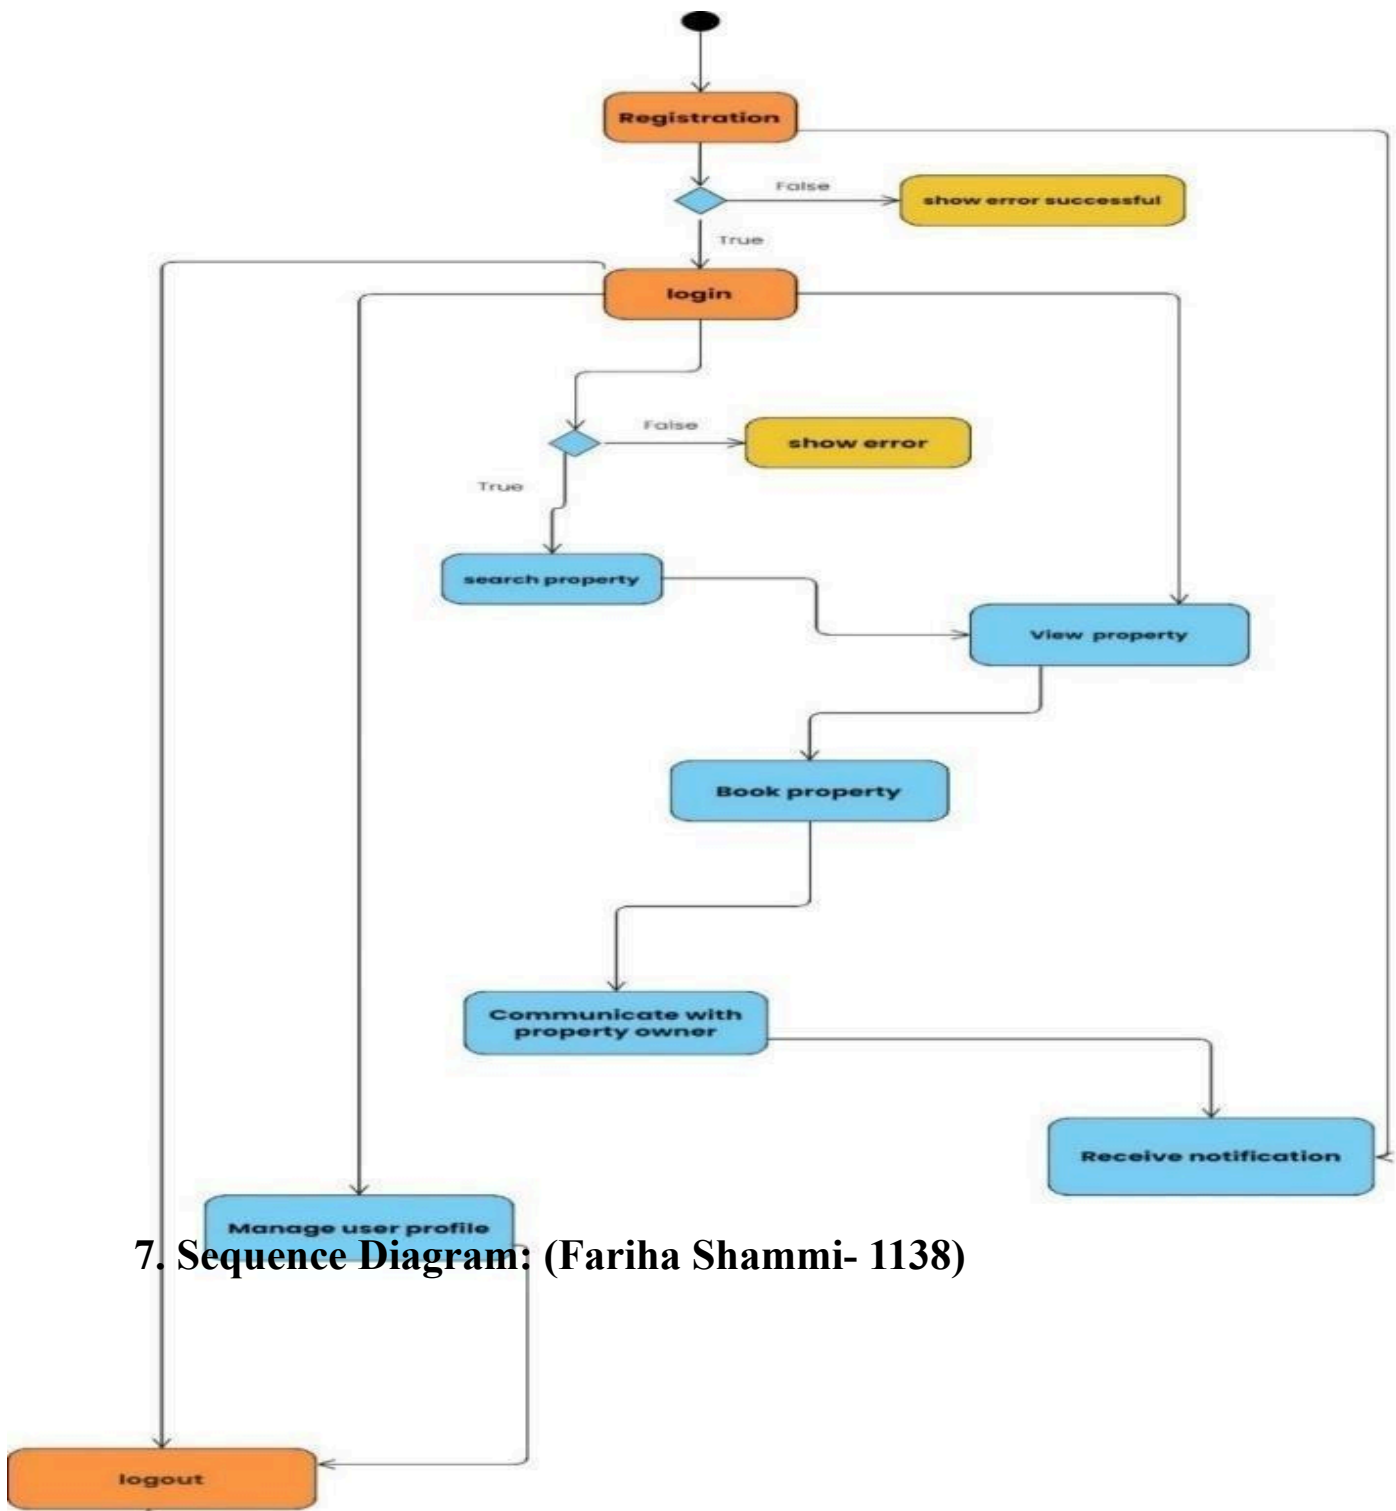 Registration
False
show error successful
True
login
False
show error
True
search property
View  property
Book property
Communicate with
property owner
Receive notification
Manage user profile
7. Sequence Diagram: (Fariha Shammi- 1138)
logout